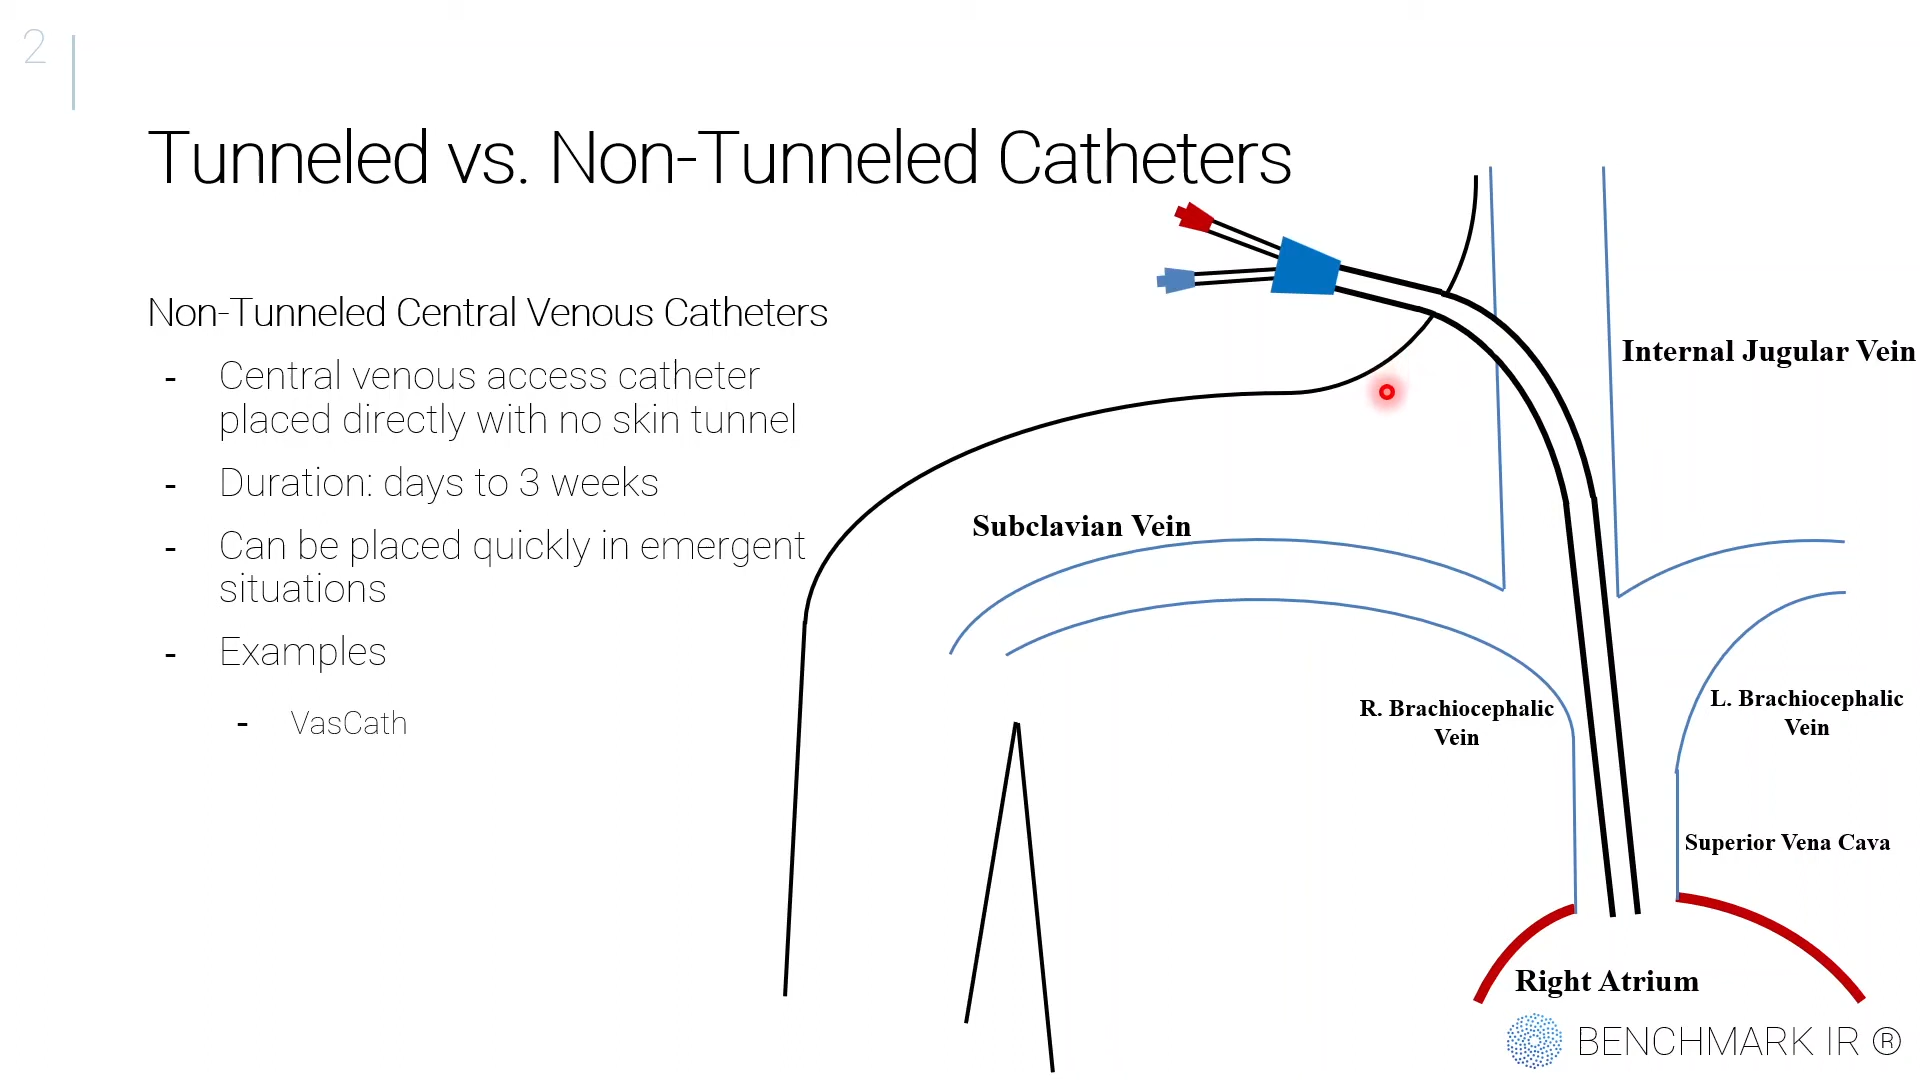 2
Tunneled vs. Non-Tunneled Catheters
Non-Tunneled Central Venous Catheters
- Central venous access catheter
placed directly with no skin tunnel
- Duration: days to 3 weeks
- Can be placed quickly in emergent
situations
- Examples
- VasCath
Internal Jugular Vein
Subclavian Vein
R. Brachiocephalic
Vein
L. Brachiocephalic
Vein
Superior Vena Cava
Right Atrium
BENCHMARK IR ®